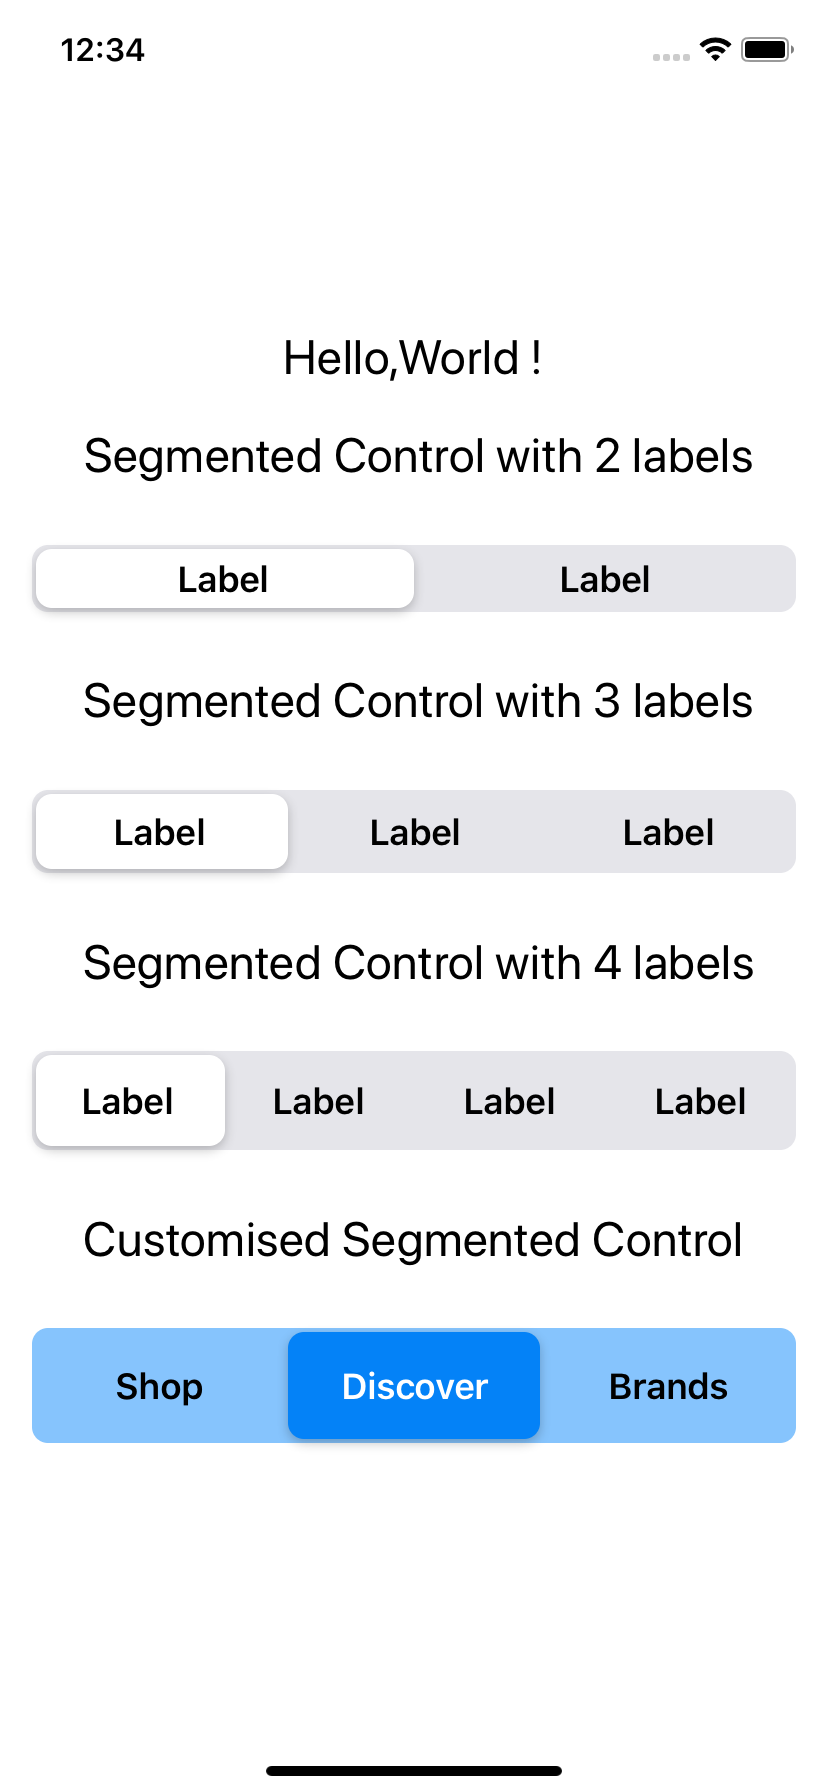 12:34
Hello,World !
Segmented Control with 2 labels
Label Label
Segmented Control with 3 labels
Label Label Label
Segmented Control with 4 labels
Label Label Label Label
Customised Segmented Control
Shop Discover Brands